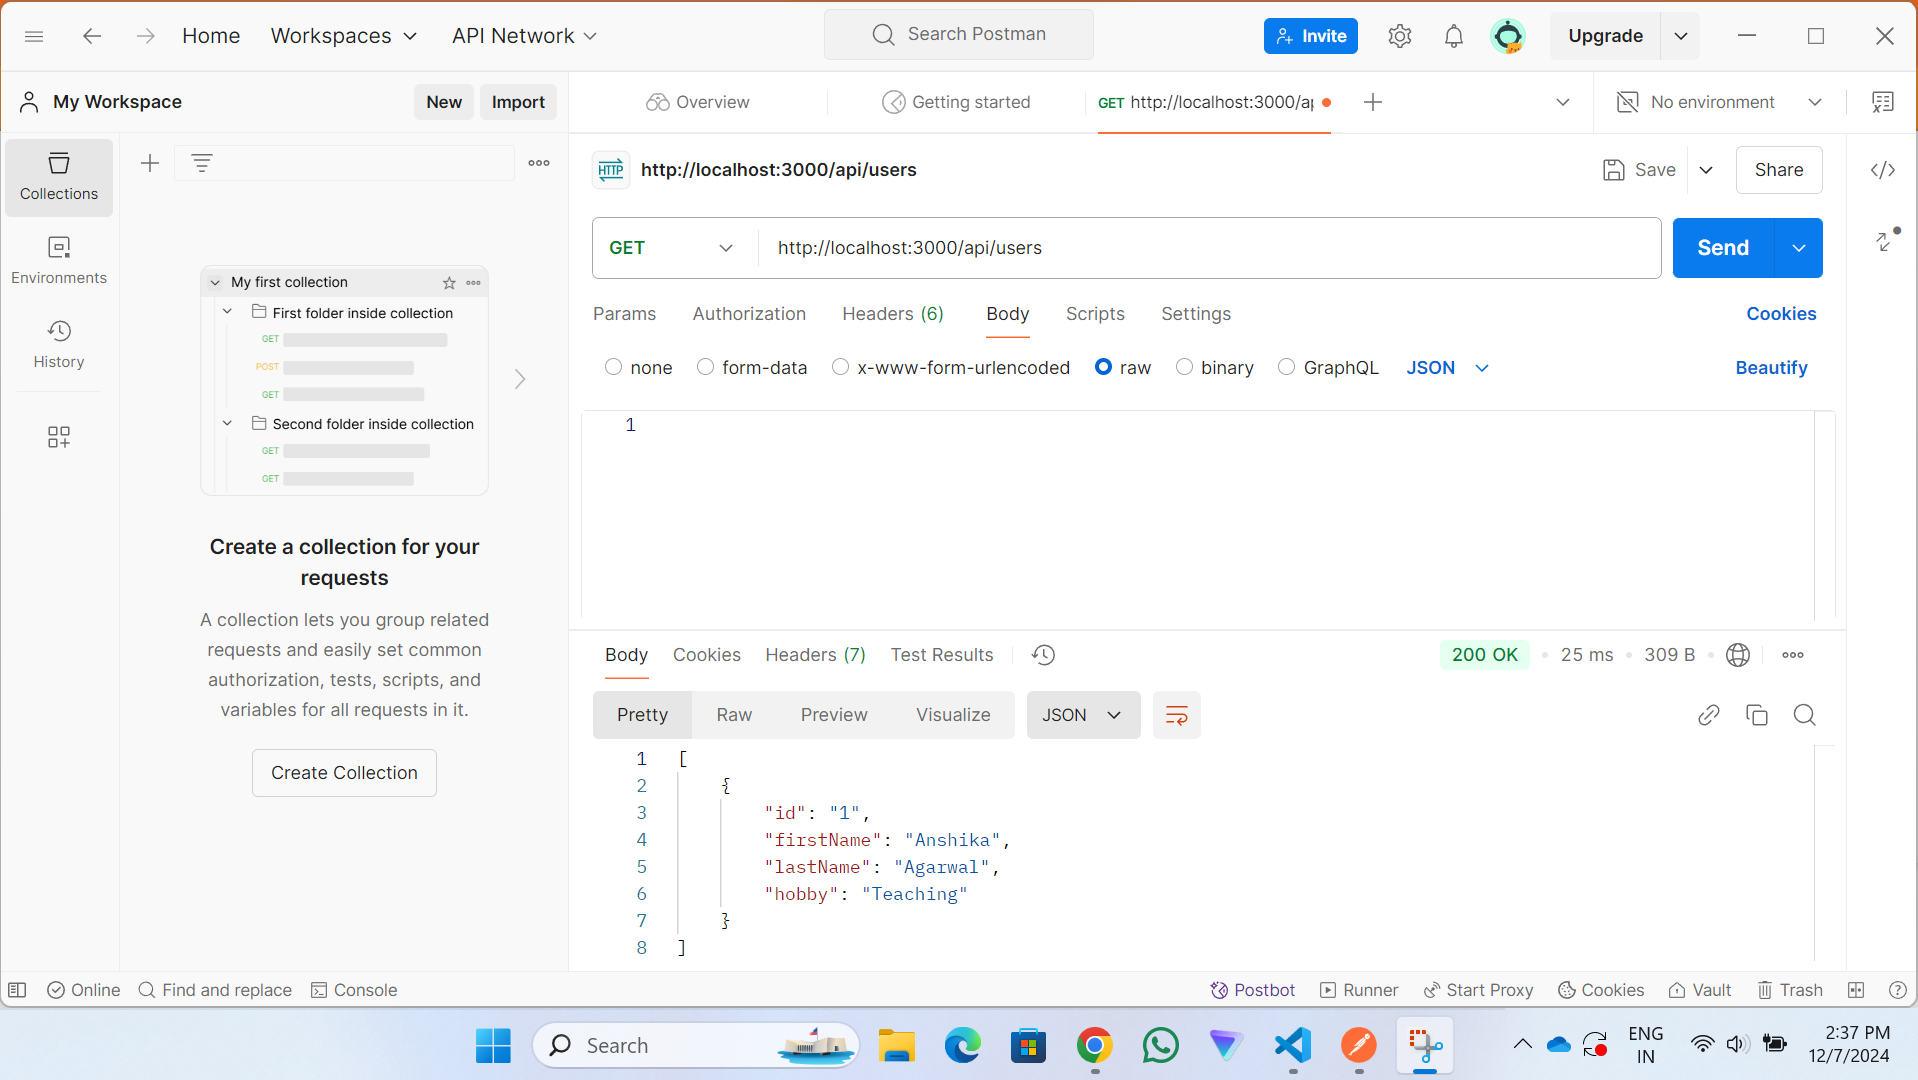 Home Workspaces API Network Search Postman Invite Upgrade
My Workspace New Import Overview Getting started GET http://localhost:3000/a No environment
Collections
Environments
History
My first collection
First folder inside collection
GET
POST
GET
Second folder inside collection
GET
GET
Create a collection for your
requests
A collection lets you group related
requests and easily set common
authorization, tests, scripts, and
variables for all requests in it.
Create Collection
HTTP http://localhost:3000/api/users Save Share
GET http://localhost:3000/api/users Send
Params Authorization Headers (6) Body Scripts Settings Cookies
none form-data x-www-form-urlencoded raw binary GraphQL JSON Beautify
1
Body Cookies Headers (7) Test Results 200 OK 25 ms 309 B
Pretty Raw Preview Visualize JSON
1 [
2 {
3 "id": "1",
4 "firstName": "Anshika",
5 "lastName": "Agarwal",
6 "hobby": "Teaching"
7 }
8 ]
Online Find and replace Console Postbot Runner Start Proxy Cookies Vault Trash
Search ENG 2:37 PM
IN 12/7/2024